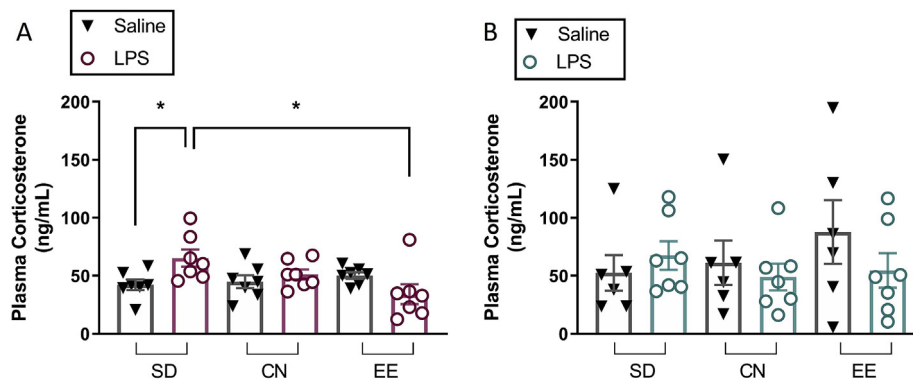 A
Saline
LPS
Plasma Corticosterone
(ng/mL)
200
150
100
50
0
*
*
SD
CN
EE
B
Saline
LPS
Plasma Corticosterone
(ng/mL)
200
150
100
50
0
SD
CN
EE